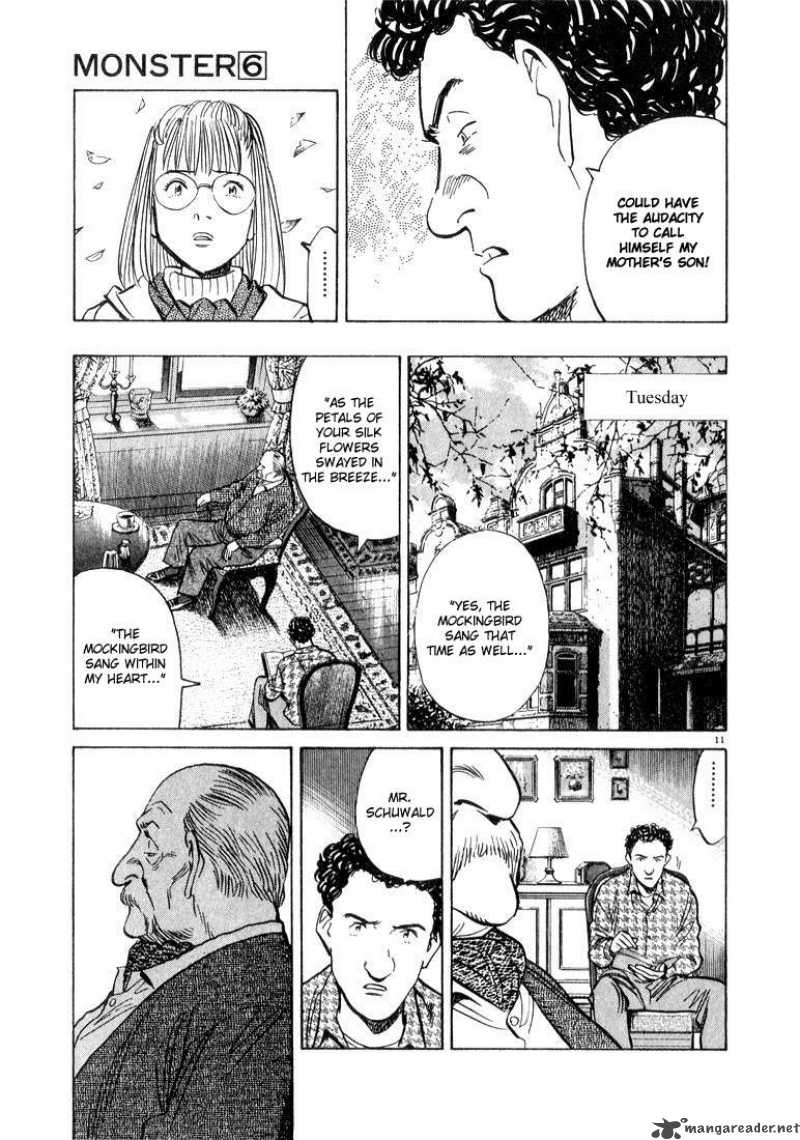 MONSTER 6
COULD HAVE
THE AUDACITY
TO CALL
HIMSELF MY
MOTHER'S SON!
........
Tuesday
"YES, THE
MOCKINGBIRD
SANG THAT
TIME AS WELL..."
"AS THE
PETALS OF
YOUR SILK
FLOWERS
SWAYED IN
THE BREEZE..."
"THE
MOCKINGBIRD
SANG WITHIN
MY HEART..."
11
........
MR.
SCHUWALD
...?
mangareader.net